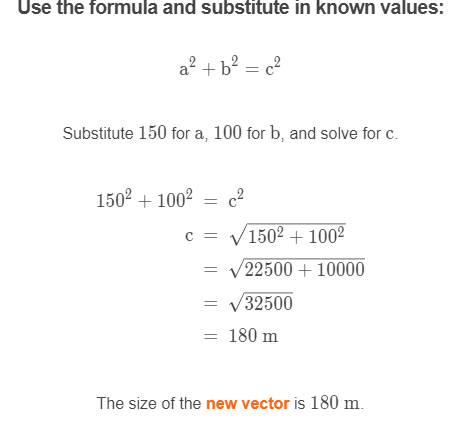 Use the formula and substitute in known values:
a² + b² = c²
Substitute 150 for a, 100 for b, and solve for c.
150² + 100² = c²
c = √150² + 100²
= √22500 + 10000
= √32500
= 180 m
The size of the new vector is 180 m.